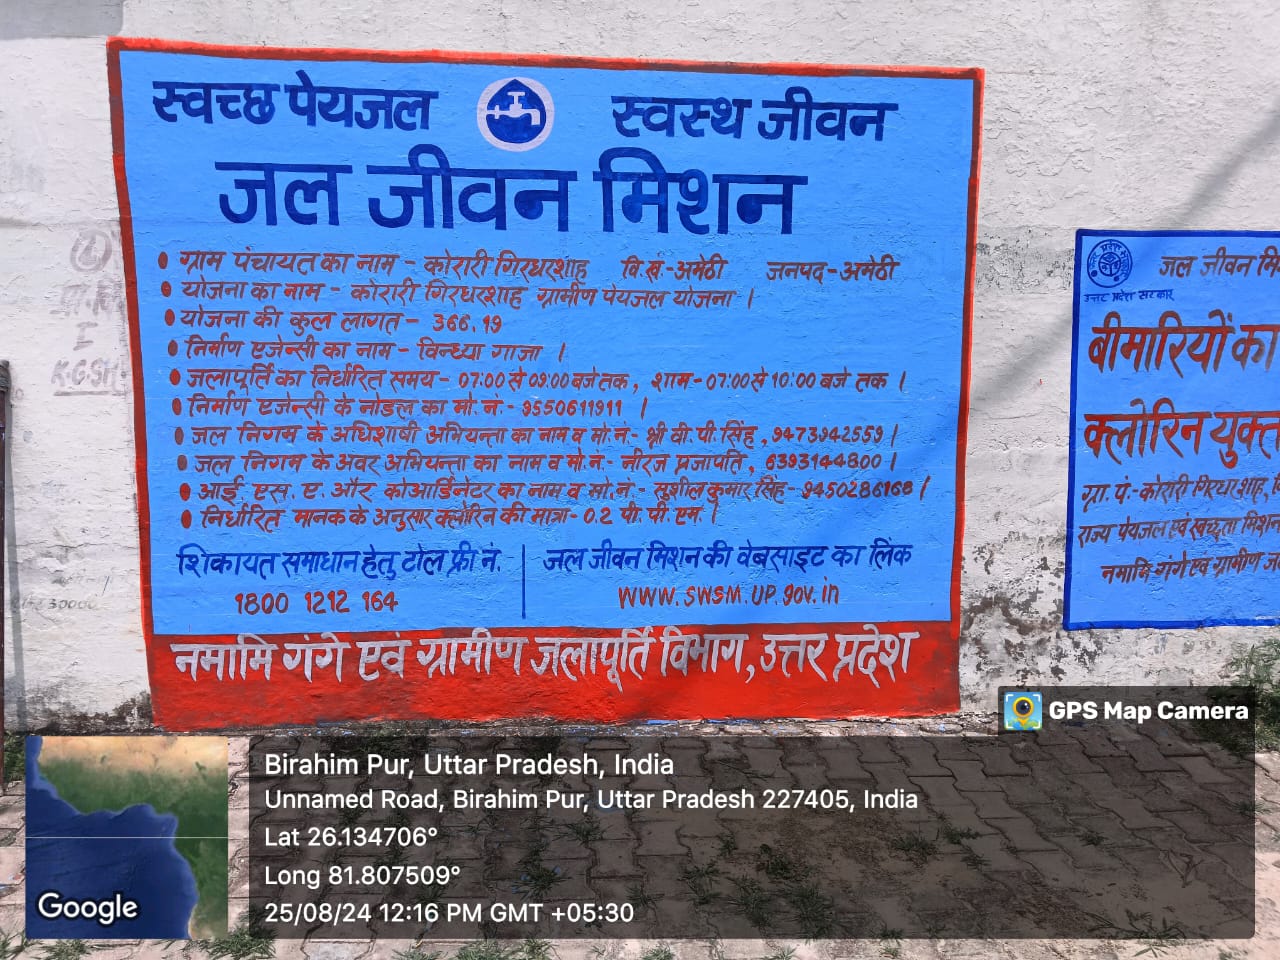 स्वच्छ पेयजल स्वस्थ जीवन
जल जीवन मिशन
• ग्राम पंचायत का नाम - कोरारी गिरधरशाह वि.खं.-अमेठी जनपद-अमेठी
• योजना का नाम - कोरारी गिरधरशाह ग्रामीण पेयजल योजना ।
• योजना की कुल लागत - 366.19
• निर्माण एजेन्सी का नाम - विन्ध्या गाजा ।
• जलापूर्ति का निर्धारित समय - 07:00 से 09:00 बजे तक, शाम-07:00 से 10:00 बजे तक ।
• निर्माण एजेन्सी के नोडल का मो.नं.- 9550611911 ।
• जल निगम के अधिशाषी अभियन्ता का नाम व मो.नं.- श्री वी.पी. सिंह, 9473942559 ।
• जल निगम के अवर अभियन्ता का नाम व मो.नं.- नीरज प्रजापति, 6393144800 ।
• आई. एस. ए. और कोआर्डिनेटर का नाम व मो.नं.- सुशील कुमार सिंह- 9450286168 ।
• निर्धारित मानक के अनुसार क्लोरिन की मात्रा- 0.2 पी.पी.एम. ।
शिकायत समाधान हेतु टोल फ्री नं.
1800 1212 164
जल जीवन मिशन की वेबसाइट का लिंक
www.swsm.up.gov.in
नमामि गंगे एवं ग्रामीण जलापूर्ति विभाग, उत्तर प्रदेश
उत्तर प्रदेश सरकार
जल जीवन मि
बीमारियों का
क्लोरिन युक्त
ग्रा. पं.-कोरारी गिरधरशाह,
राज्य पेयजल एवं स्वच्छता मिशन
नमामि गंगे एवं ग्रामीण ज
I
K.G.SH
30000
GPS Map Camera
Birahim Pur, Uttar Pradesh, India
Unnamed Road, Birahim Pur, Uttar Pradesh 227405, India
Lat 26.134706°
Long 81.807509°
25/08/24 12:16 PM GMT +05:30
Google